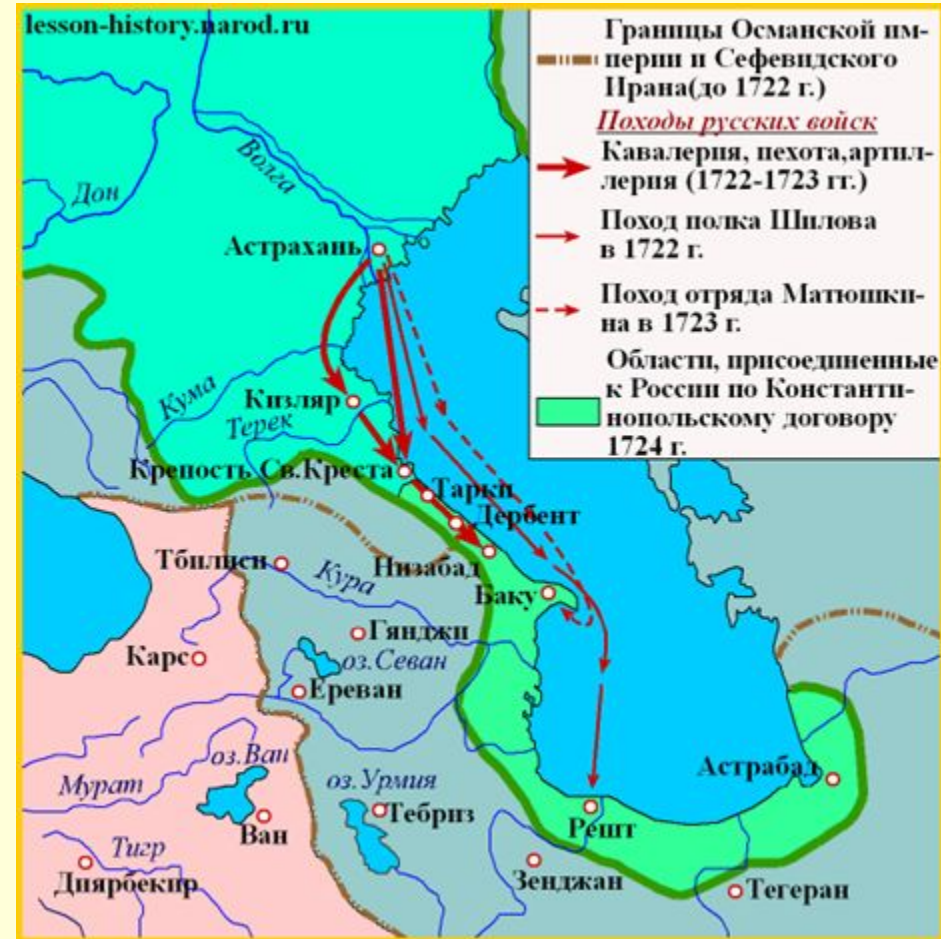 lesson-history.narod.ru
Границы Османской им-
перии и Сефевидского
Ирана(до 1722 г.)
Походы русских войск
Кавалерия, пехота,артил-
лерия (1722-1723 гг.)
Поход полка Шилова
в 1722 г.
Поход отряда Матюшки-
на в 1723 г.
Области, присоединенные
к России по Константи-
нопольскому договору
1724 г.
Волга
Дон
Астрахань
Кума
Кизляр
Терек
Крепость Св.Креста
Тарки
Дербент
Низабад
Тбилиси
Кура
Баку
Гянджи
Карс
оз.Севан
Ереван
оз.Ван
Мурат
оз.Урмия
Астрабад
Ван
Тебриз
Решт
Тигр
Диярбекир
Зенджан
Тегеран